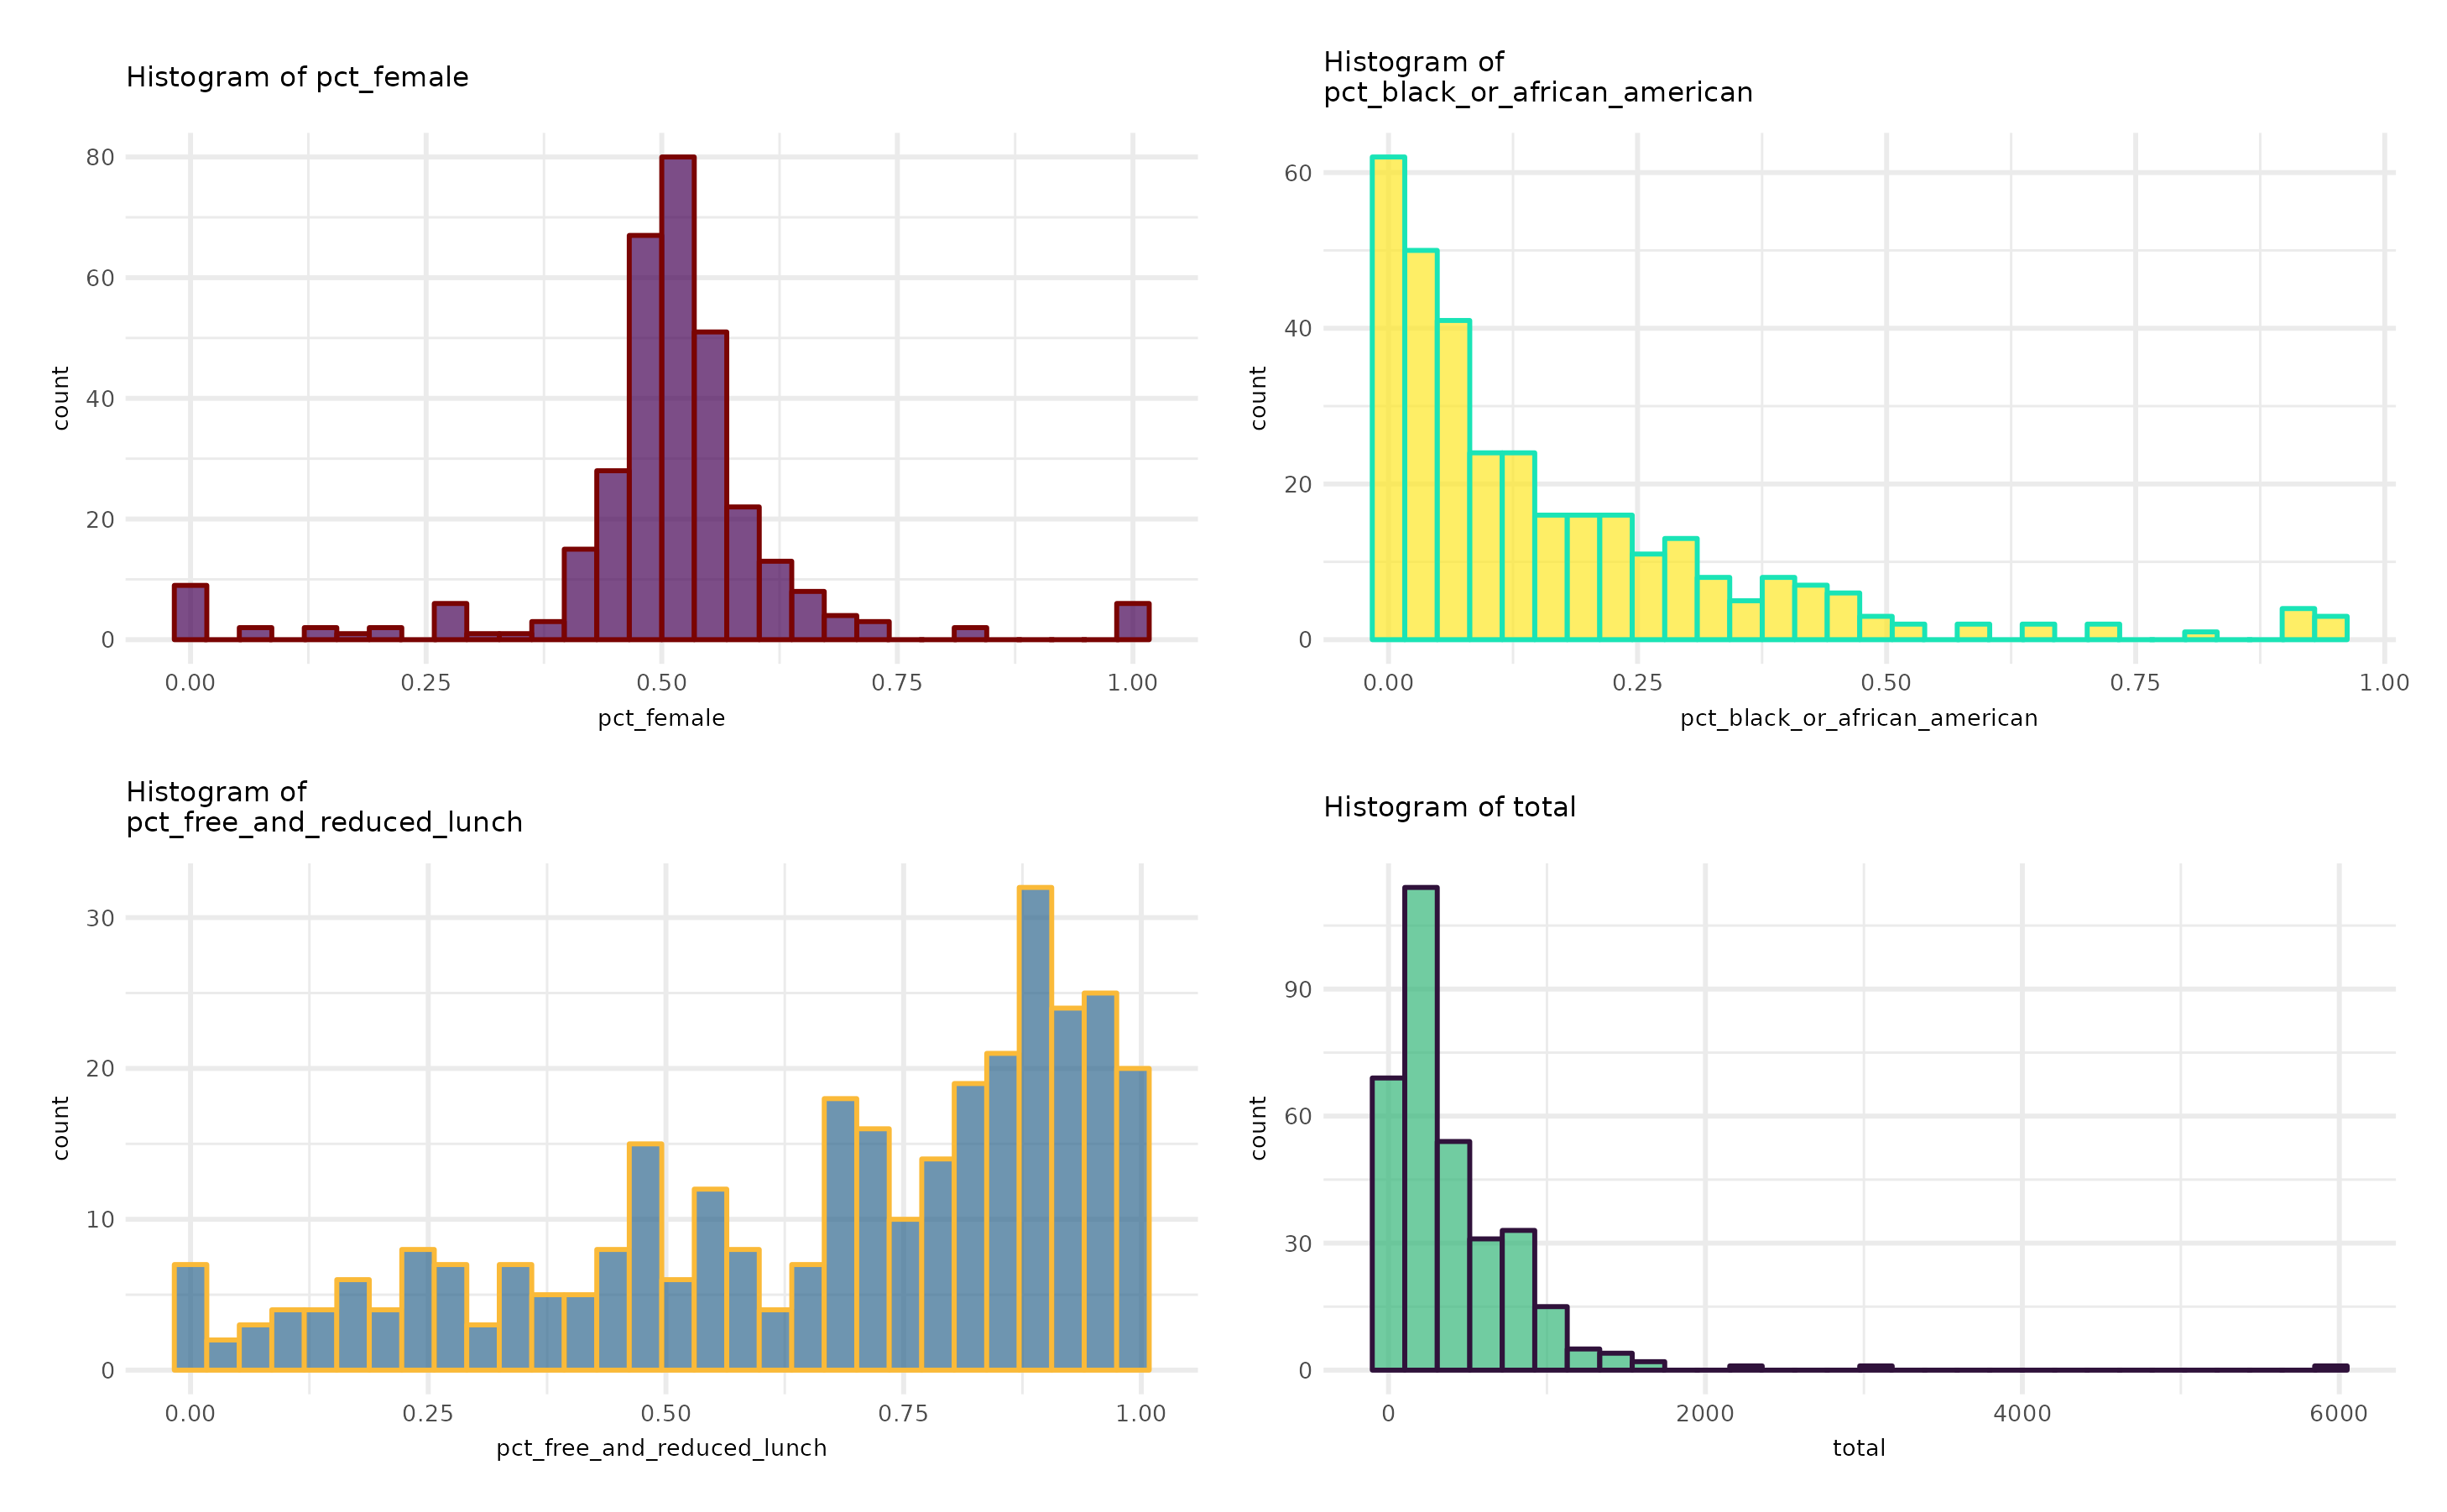 Histogram of pct_female
80
60
40
20
0
count
0.00 0.25 0.50 0.75 1.00
pct_female
Histogram of
pct_black_or_african_american
60
40
20
0
count
0.00 0.25 0.50 0.75 1.00
pct_black_or_african_american
Histogram of
pct_free_and_reduced_lunch
30
20
10
0
count
0.00 0.25 0.50 0.75 1.00
pct_free_and_reduced_lunch
Histogram of total
90
60
30
0
count
0 2000 4000 6000
total